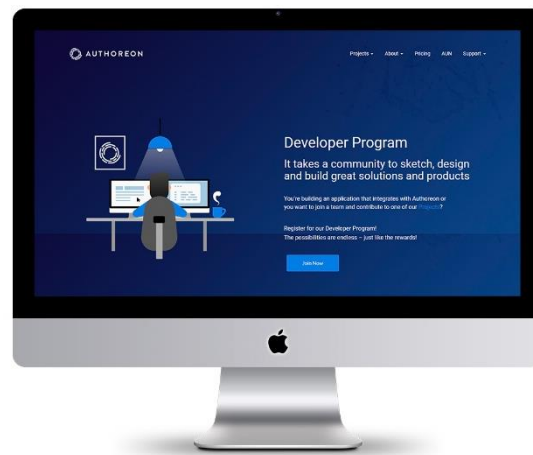 AUTHOREON
Projects
About
Pricing
AUN
Support
Developer Program
It takes a community to sketch, design
and build great solutions and products
You're building an application that integrates with Authoreon or
you want to join a team and contribute to one of our Projects?
Register for our Developer Program!
The possibilities are endless – just like the rewards!
Join Now